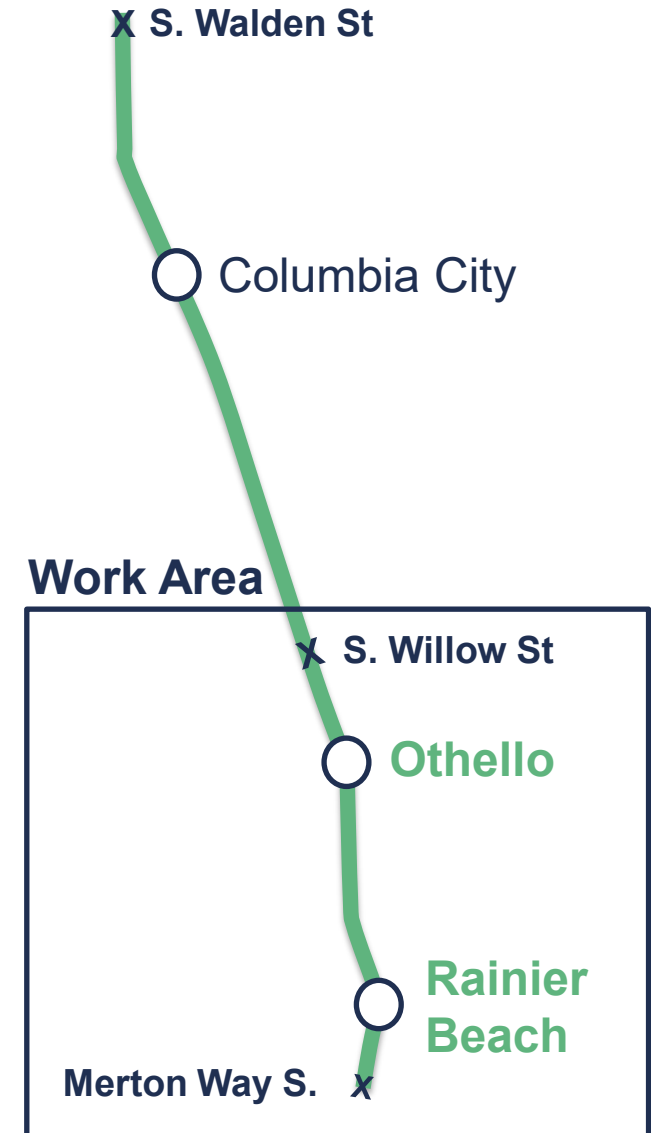 X S. Walden St
Columbia City
Work Area
X S. Willow St
Othello
Rainier
Beach
Merton Way S. X